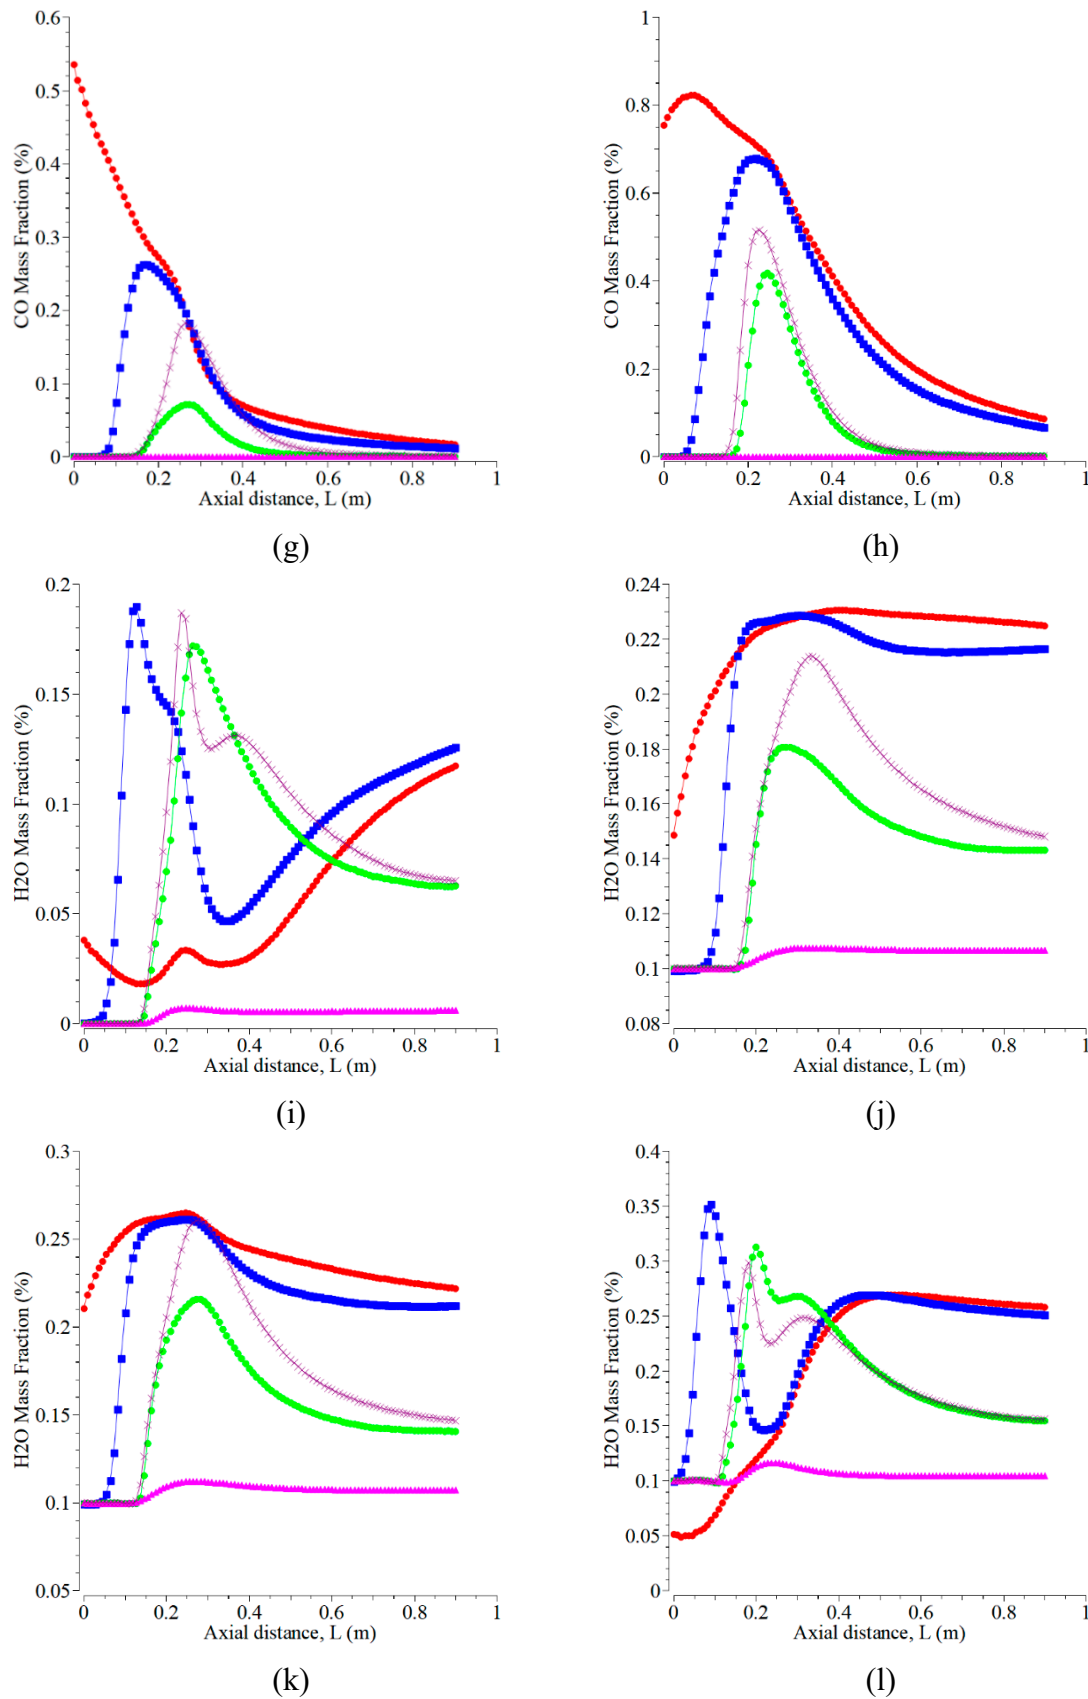 0.6
0.5
0.4
0.3
0.2
0.1
0
CO Mass Fraction (%)
0 0.2 0.4 0.6 0.8 1
Axial distance, L (m)
(g)
1
0.8
0.6
0.4
0.2
0
CO Mass Fraction (%)
0 0.2 0.4 0.6 0.8 1
Axial distance, L (m)
(h)
0.2
0.15
0.1
0.05
0
H2O Mass Fraction (%)
0 0.2 0.4 0.6 0.8 1
Axial distance, L (m)
(i)
0.24
0.22
0.2
0.18
0.16
0.14
0.12
0.1
0.08
H2O Mass Fraction (%)
0 0.2 0.4 0.6 0.8 1
Axial distance, L (m)
(j)
0.3
0.25
0.2
0.15
0.1
0.05
H2O Mass Fraction (%)
0 0.2 0.4 0.6 0.8 1
Axial distance, L (m)
(k)
0.4
0.35
0.3
0.25
0.2
0.15
0.1
0.05
0
H2O Mass Fraction (%)
0 0.2 0.4 0.6 0.8 1
Axial distance, L (m)
(l)